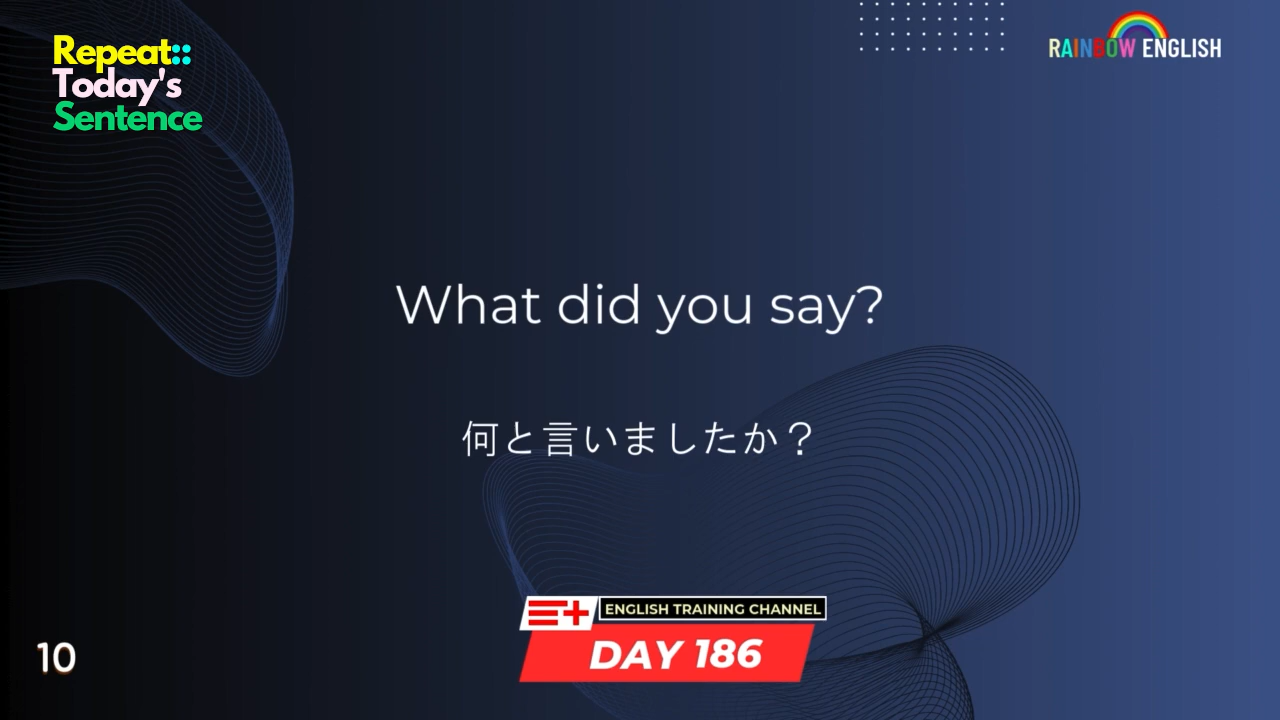 Repeat::
Today's
Sentence
RAINBOW ENGLISH
What did you say?
何と言いましたか？
E+ ENGLISH TRAINING CHANNEL
DAY 186
10